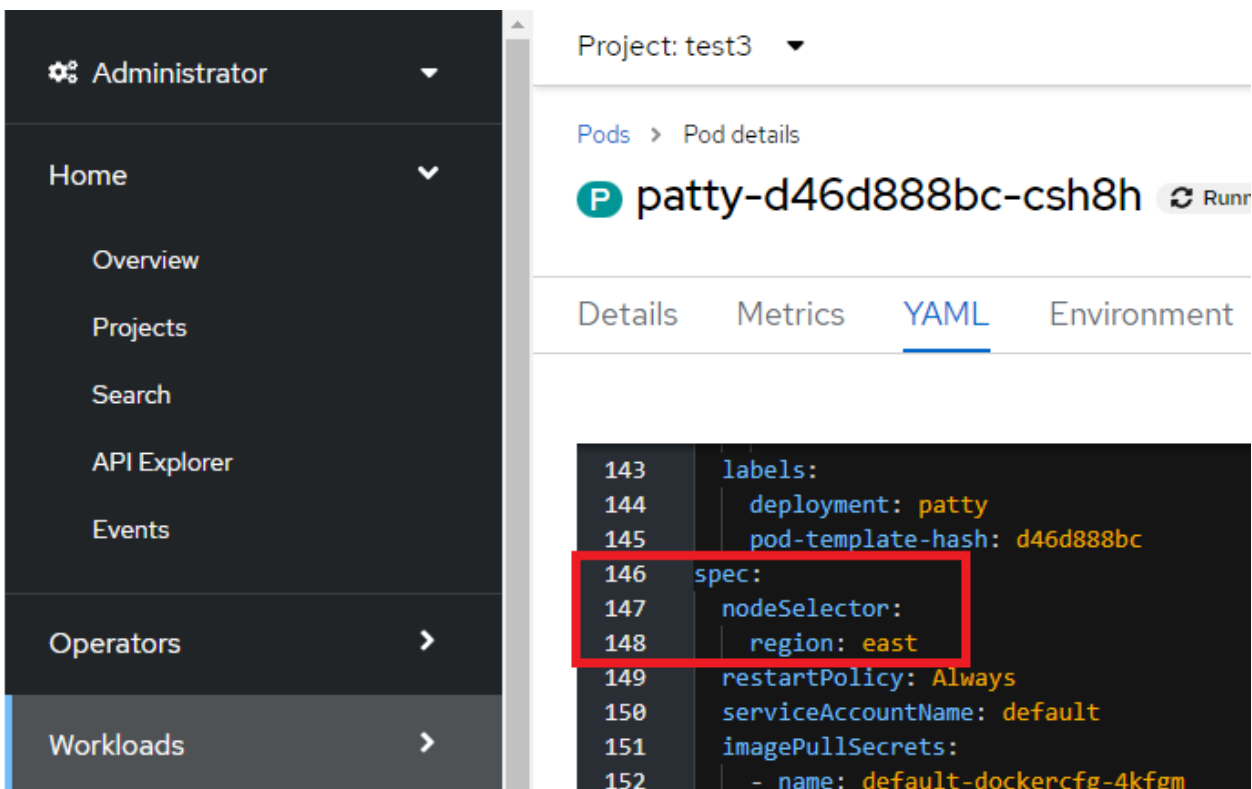 Administrator
Home
Overview
Projects
Search
API Explorer
Events
Operators
Workloads
Project: test3
Pods > Pod details
P patty-d46d888bc-csh8h
Details Metrics YAML Environment
143 labels:
144 deployment: patty
145 pod-template-hash: d46d888bc
146 spec:
147 nodeSelector:
148 region: east
149 restartPolicy: Always
150 serviceAccountName: default
151 imagePullSecrets:
152 - name: default-dockercfg-4kfgm